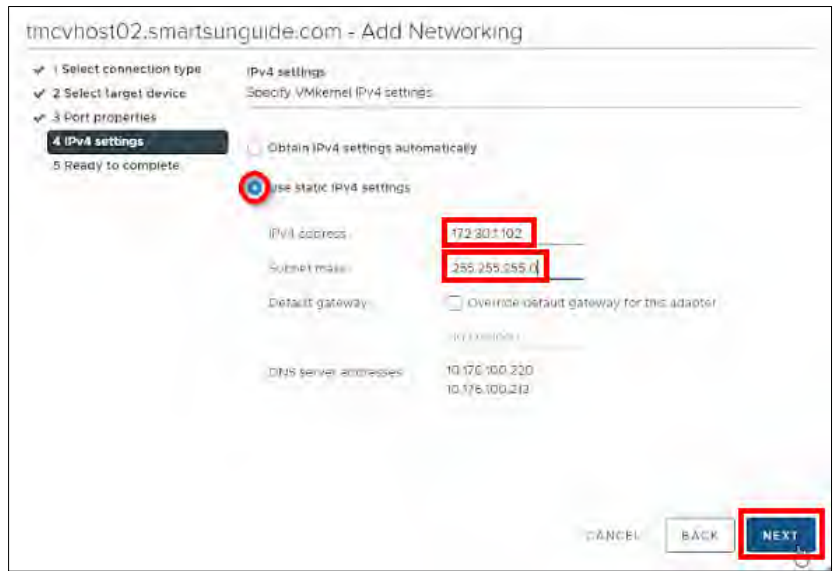 tmcvhost02.smartsunguide.com - Add Networking
✓ 1 Select connection type
✓ 2 Select target device
✓ 3 Port properties
4 IPv4 settings
5 Ready to complete
IPv4 settings
Specify VMkernel IPv4 settings.
Obtain IPv4 settings automatically
Use static IPv4 settings
IPv4 address
172.30.1.102
Subnet mask
255.255.255.0
Default gateway
Override default gateway for this adapter
DNS server addresses
10.176.100.220
10.176.100.213
CANCEL
BACK
NEXT